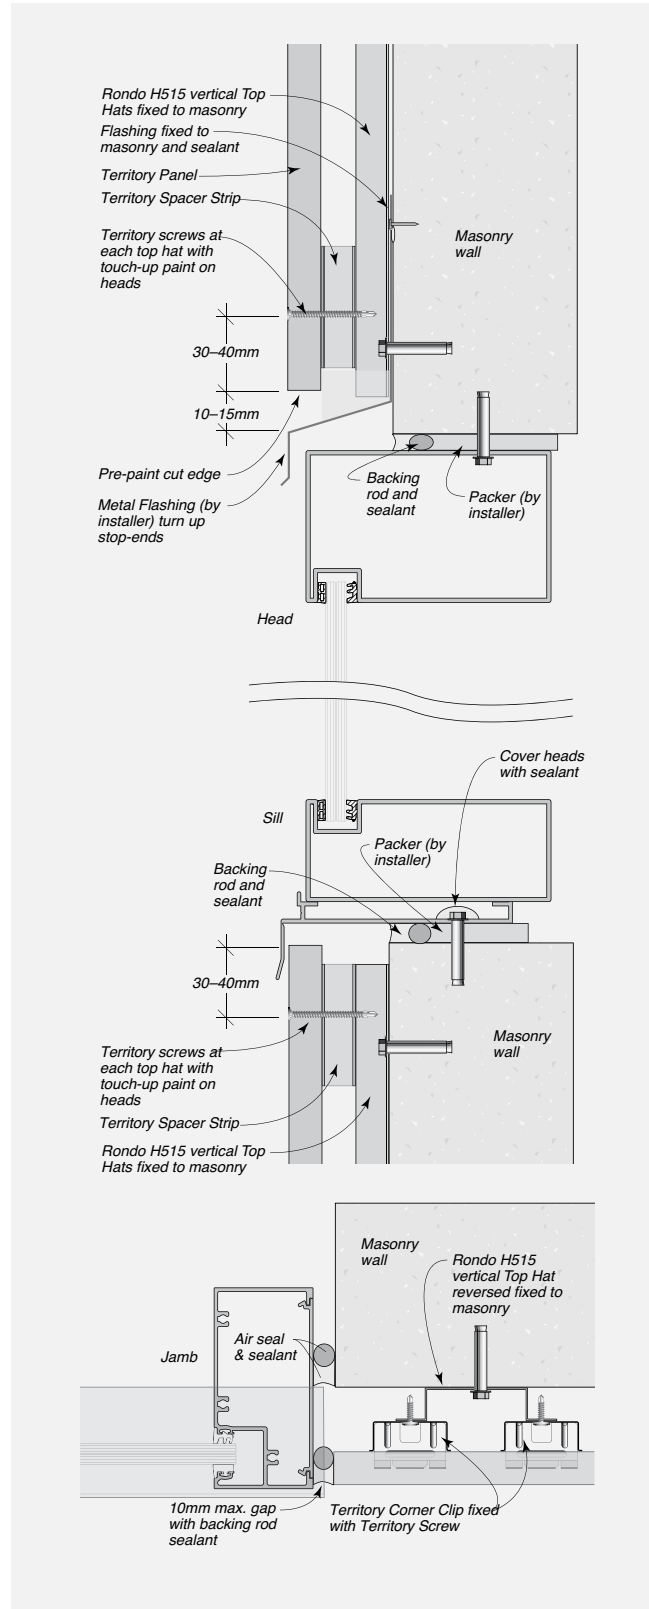 Rondo H515 vertical Top
Hats fixed to masonry
Flashing fixed to
masonry and sealant
Territory Panel
Territory Spacer Strip
Territory screws at
each top hat with
touch-up paint on
heads
Masonry
wall
30–40mm
10–15mm
Pre-paint cut edge
Metal Flashing (by
installer) turn up
stop-ends
Backing
rod and
sealant
Packer (by
installer)
Head
Cover heads
with sealant
Sill
Packer (by
installer)
Backing
rod and
sealant
30–40mm
Masonry
wall
Territory screws at
each top hat with
touch-up paint on
heads
Territory Spacer Strip
Rondo H515 vertical Top
Hats fixed to masonry
Masonry
wall
Rondo H515
vertical Top Hat
reversed fixed to
masonry
Air seal
& sealant
Jamb
10mm max. gap
with backing rod
sealant
Territory Corner Clip fixed
with Territory Screw